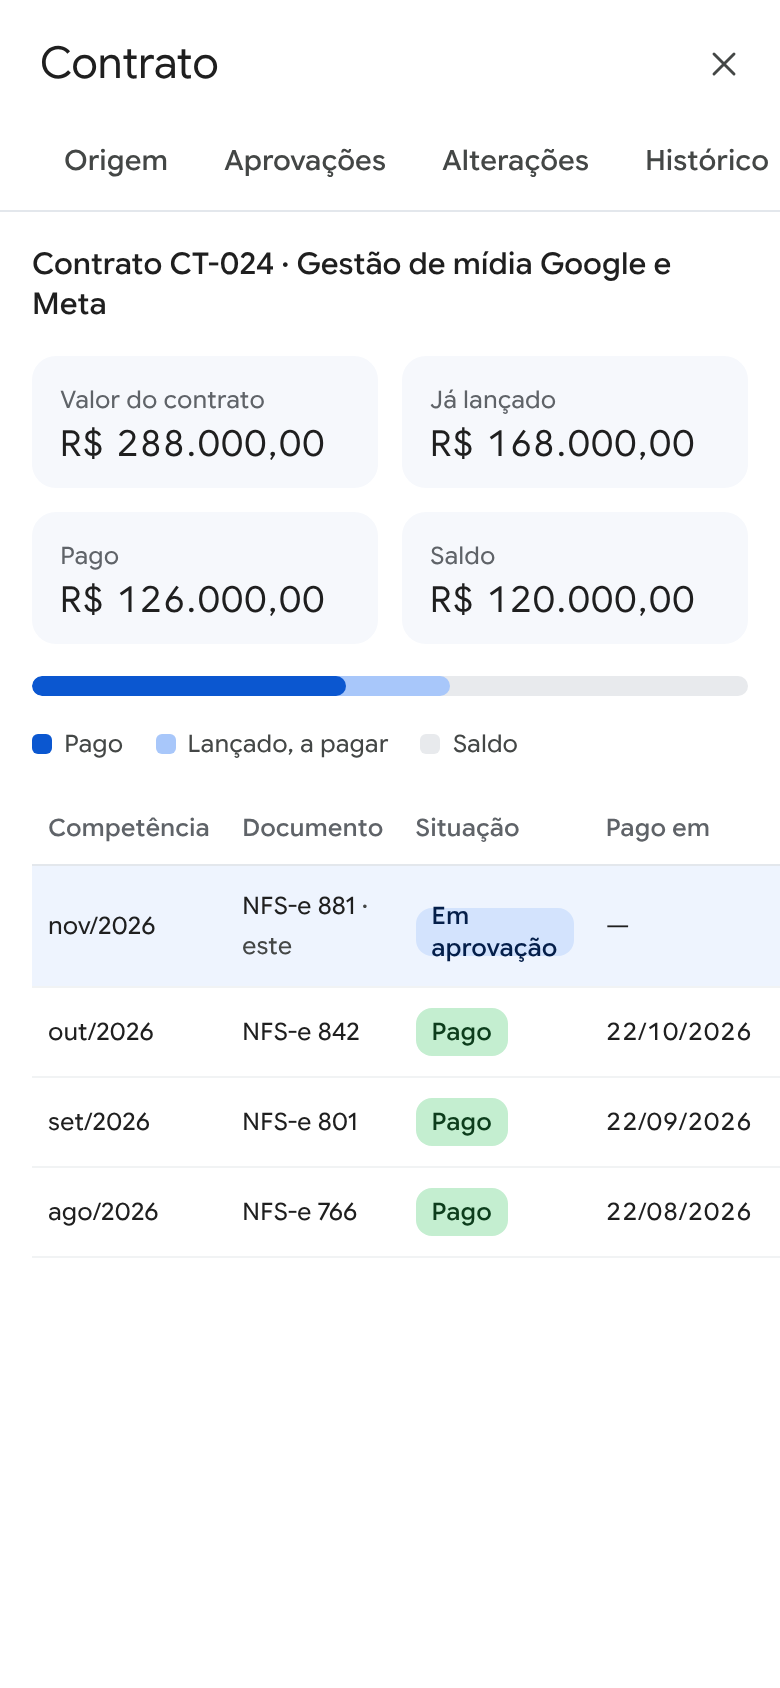 Contrato
Origem Aprovações Alterações Histórico
Contrato CT-024 · Gestão de mídia Google e
Meta
Valor do contrato
R$ 288.000,00
Já lançado
R$ 168.000,00
Pago
R$ 126.000,00
Saldo
R$ 120.000,00
Pago Lançado, a pagar Saldo
Competência Documento Situação Pago em
nov/2026 NFS-e 881 · este Em aprovação —
out/2026 NFS-e 842 Pago 22/10/2026
set/2026 NFS-e 801 Pago 22/09/2026
ago/2026 NFS-e 766 Pago 22/08/2026